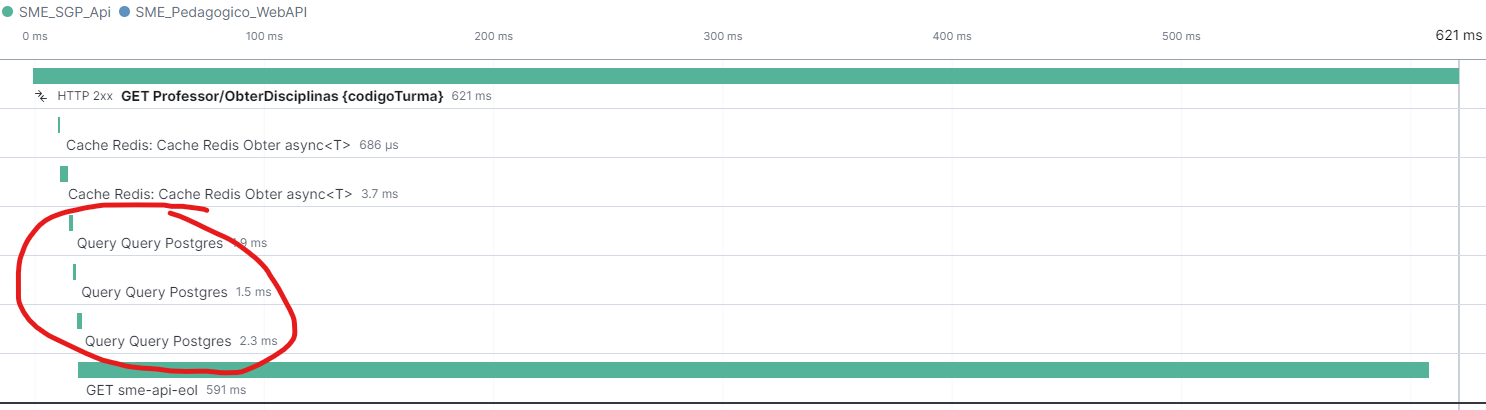 SME_SGP_Api SME_Pedagogico_WebAPI
0 ms 100 ms 200 ms 300 ms 400 ms 500 ms 621 ms
HTTP 2xx GET Professor/ObterDisciplinas {codigoTurma} 621 ms
Cache Redis: Cache Redis Obter async<T> 686 μs
Cache Redis: Cache Redis Obter async<T> 3.7 ms
Query Query Postgres ms
Query Query Postgres 1.5 ms
Query Query Postgres 2.3 ms
GET sme-api-eol 591 ms